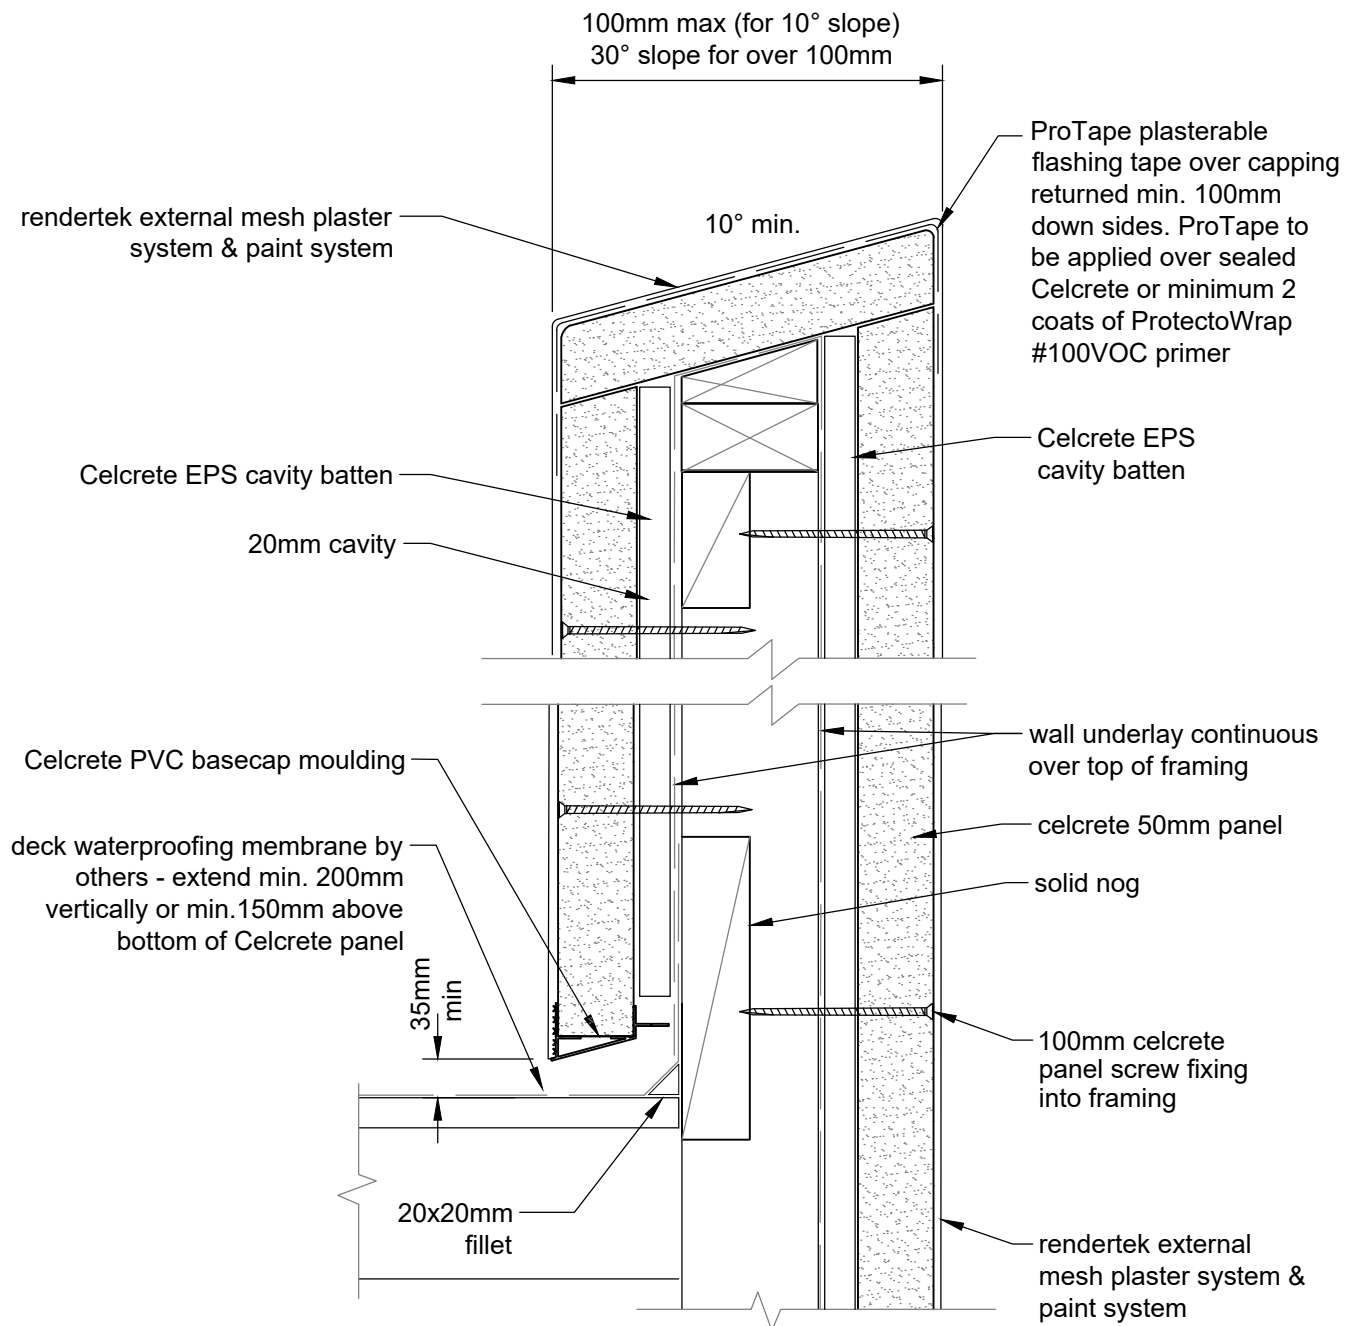 100mm max (for 10° slope)
30° slope for over 100mm
ProTape plasterable
flashing tape over capping
returned min. 100mm
down sides. ProTape to
be applied over sealed
Celcrete or minimum 2
coats of ProtectoWrap
#100VOC primer
rendertek external mesh plaster
system & paint system
10° min.
Celcrete EPS
cavity batten
Celcrete EPS cavity batten
20mm cavity
wall underlay continuous
over top of framing
Celcrete PVC basecap moulding
celcrete 50mm panel
deck waterproofing membrane by
others - extend min. 200mm
vertically or min.150mm above
bottom of Celcrete panel
solid nog
35mm
min
100mm celcrete
panel screw fixing
into framing
20x20mm
fillet
rendertek external
mesh plaster system &
paint system